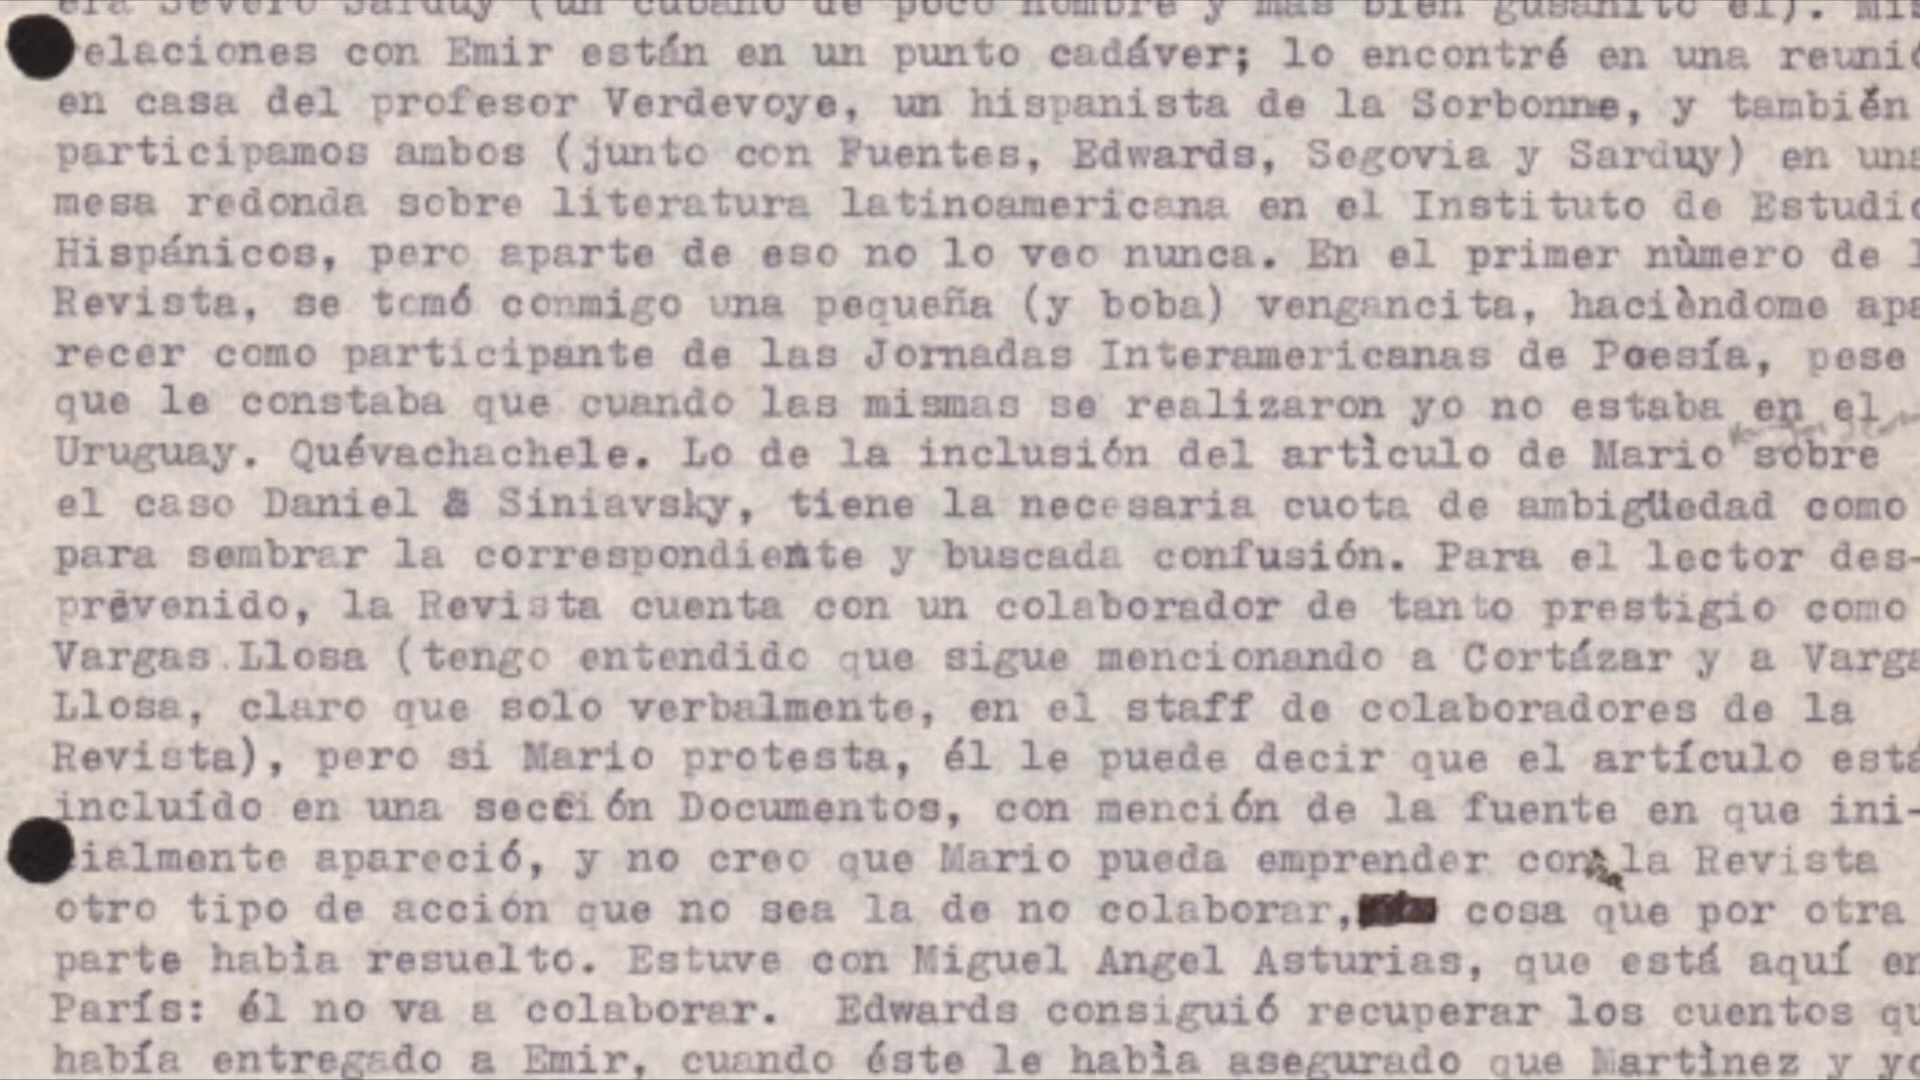 era Severo Sarduy (un cubano de poco nombre y más bien gusanito él). Mis
elaciones con Emir están en un punto cadáver; lo encontré en una reunió
en casa del profesor Verdevoye, un hispanista de la Sorbonne, y también
participamos ambos (junto con Fuentes, Edwards, Segovia y Sarduy) en una
mesa redonda sobre literatura latinoamericana en el Instituto de Estudio
Hispánicos, pero aparte de eso no lo veo nunca. En el primer nùmero de l
Revista, se tomó conmigo una pequeña (y boba) vengancita, hacièndome apa
recer como participante de las Jornadas Interamericanas de Poesía, pese
que le constaba que cuando las mismas se realizaron yo no estaba en el
Uruguay. Quévachachele. Lo de la inclusión del artìculo de Mario sobre
el caso Daniel & Siniavsky, tiene la necesaria cuota de ambigüedad como
para sembrar la correspondiente y buscada confusión. Para el lector des-
prevenido, la Revista cuenta con un colaborador de tanto prestigio como
Vargas Llosa (tengo entendido que sigue mencionando a Cortázar y a Varga
Llosa, claro que solo verbalmente, en el staff de colaboradores de la
Revista), pero si Mario protesta, él le puede decir que el artículo está
incluído en una sección Documentos, con mención de la fuente en que ini-
ialmente apareció, y no creo que Mario pueda emprender con la Revista
otro tipo de acción que no sea la de no colaborar, cosa que por otra
parte habìa resuelto. Estuve con Miguel Angel Asturias, que está aquí en
París: él no va a colaborar. Edwards consiguió recuperar los cuentos qu
había entregado a Emir, cuando éste le habìa asegurado que Martìnez y yo